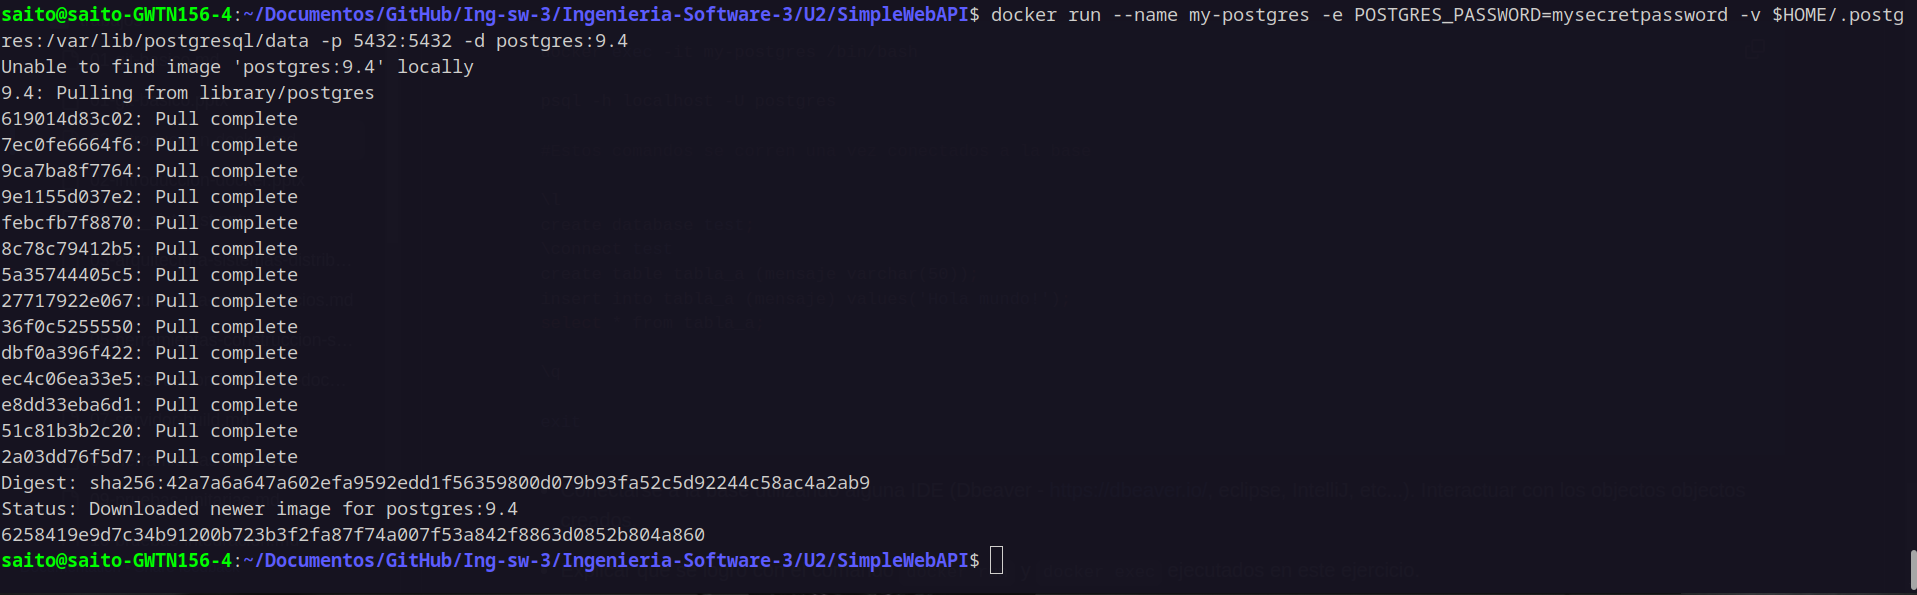 saito@saito-GWTN156-4:~/Documentos/GitHub/Ing-sw-3/Ingenieria-Software-3/U2/SimpleWebAPI$ docker run --name my-postgres -e POSTGRES_PASSWORD=mysecretpassword -v $HOME/.postg
res:/var/lib/postgresql/data -p 5432:5432 -d postgres:9.4
Unable to find image 'postgres:9.4' locally
9.4: Pulling from library/postgres
619014d83c02: Pull complete
7ec0fe6664f6: Pull complete
9ca7ba8f7764: Pull complete
9e1155d037e2: Pull complete
febcfb7f8870: Pull complete
8c78c79412b5: Pull complete
5a35744405c5: Pull complete
27717922e067: Pull complete
36f0c5255550: Pull complete
dbf0a396f422: Pull complete
ec4c06ea33e5: Pull complete
e8dd33eba6d1: Pull complete
51c81b3b2c20: Pull complete
2a03dd76f5d7: Pull complete
Digest: sha256:42a7a6a647a602efa9592edd1f56359800d079b93fa52c5d92244c58ac4a2ab9
Status: Downloaded newer image for postgres:9.4
6258419e9d7c34b91200b723b3f2fa87f74a007f53a842f8863d0852b804a860
saito@saito-GWTN156-4:~/Documentos/GitHub/Ing-sw-3/Ingenieria-Software-3/U2/SimpleWebAPI$